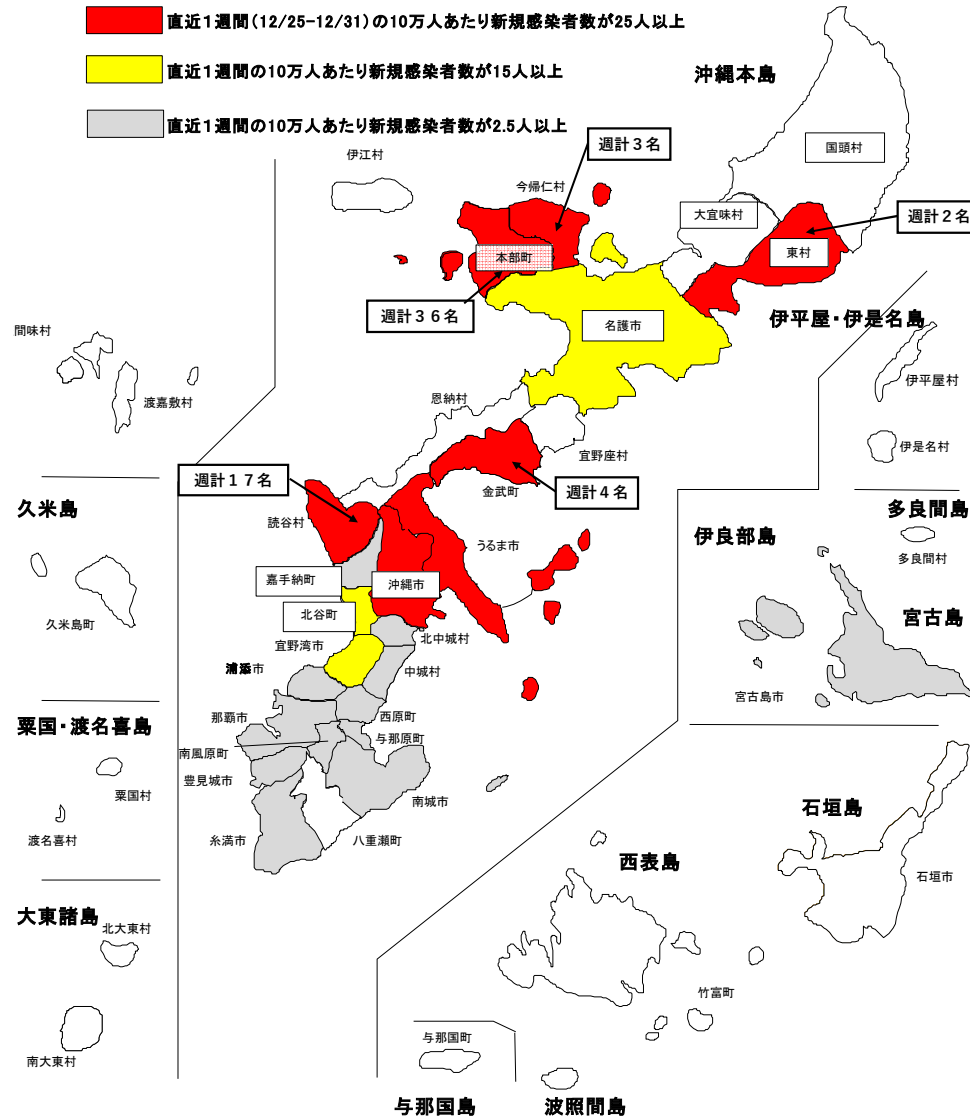 直近1週間(12/25-12/31)の10万人あたり新規感染者数が25人以上
直近1週間の10万人あたり新規感染者数が15人以上
直近1週間の10万人あたり新規感染者数が2.5人以上
沖縄本島
国頭村
週計３名
伊江村
今帰仁村
大宜味村
週計２名
東村
本部町
週計３６名
名護市
伊平屋・伊是名島
伊平屋村
伊是名村
間味村
渡嘉敷村
恩納村
宜野座村
金武町
週計４名
週計１７名
読谷村
うるま市
久米島
久米島町
多良間島
多良間村
伊良部島
宮古島
宮古島市
嘉手納町
沖縄市
北谷町
北中城村
宜野湾市
中城村
浦添市
那覇市
西原町
与那原町
南風原町
豊見城市
南城市
糸満市
八重瀬町
粟国・渡名喜島
粟国村
渡名喜村
大東諸島
北大東村
南大東村
石垣島
石垣市
西表島
竹富町
与那国町
与那国島
波照間島